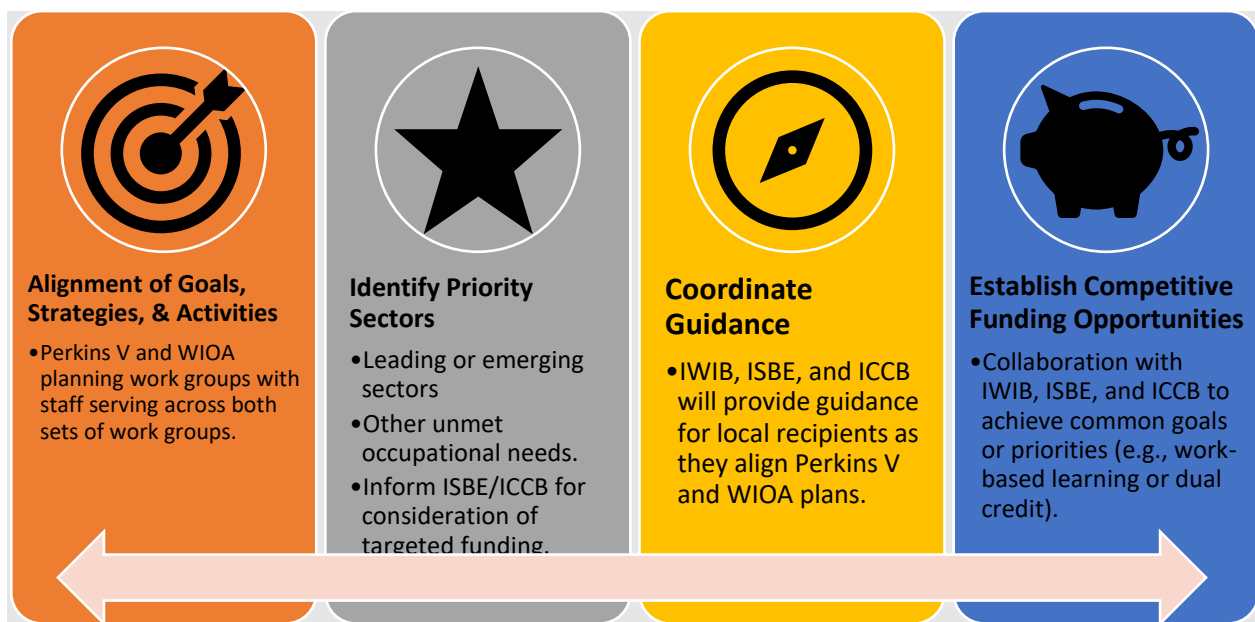 Alignment of Goals,
Strategies, & Activities
•Perkins V and WIOA
planning work groups with
staff serving across both
sets of work groups.
Identify Priority
Sectors
•Leading or emerging
sectors
•Other unmet
occupational needs.
•Inform ISBE/ICCB for
consideration of
targeted funding.
Coordinate
Guidance
•IWIB, ISBE, and ICCB
will provide guidance
for local recipients as
they align Perkins V
and WIOA plans.
Establish Competitive
Funding Opportunities
•Collaboration with
IWIB, ISBE, and ICCB to
achieve common goals
or priorities (e.g., work-
based learning or dual
credit).